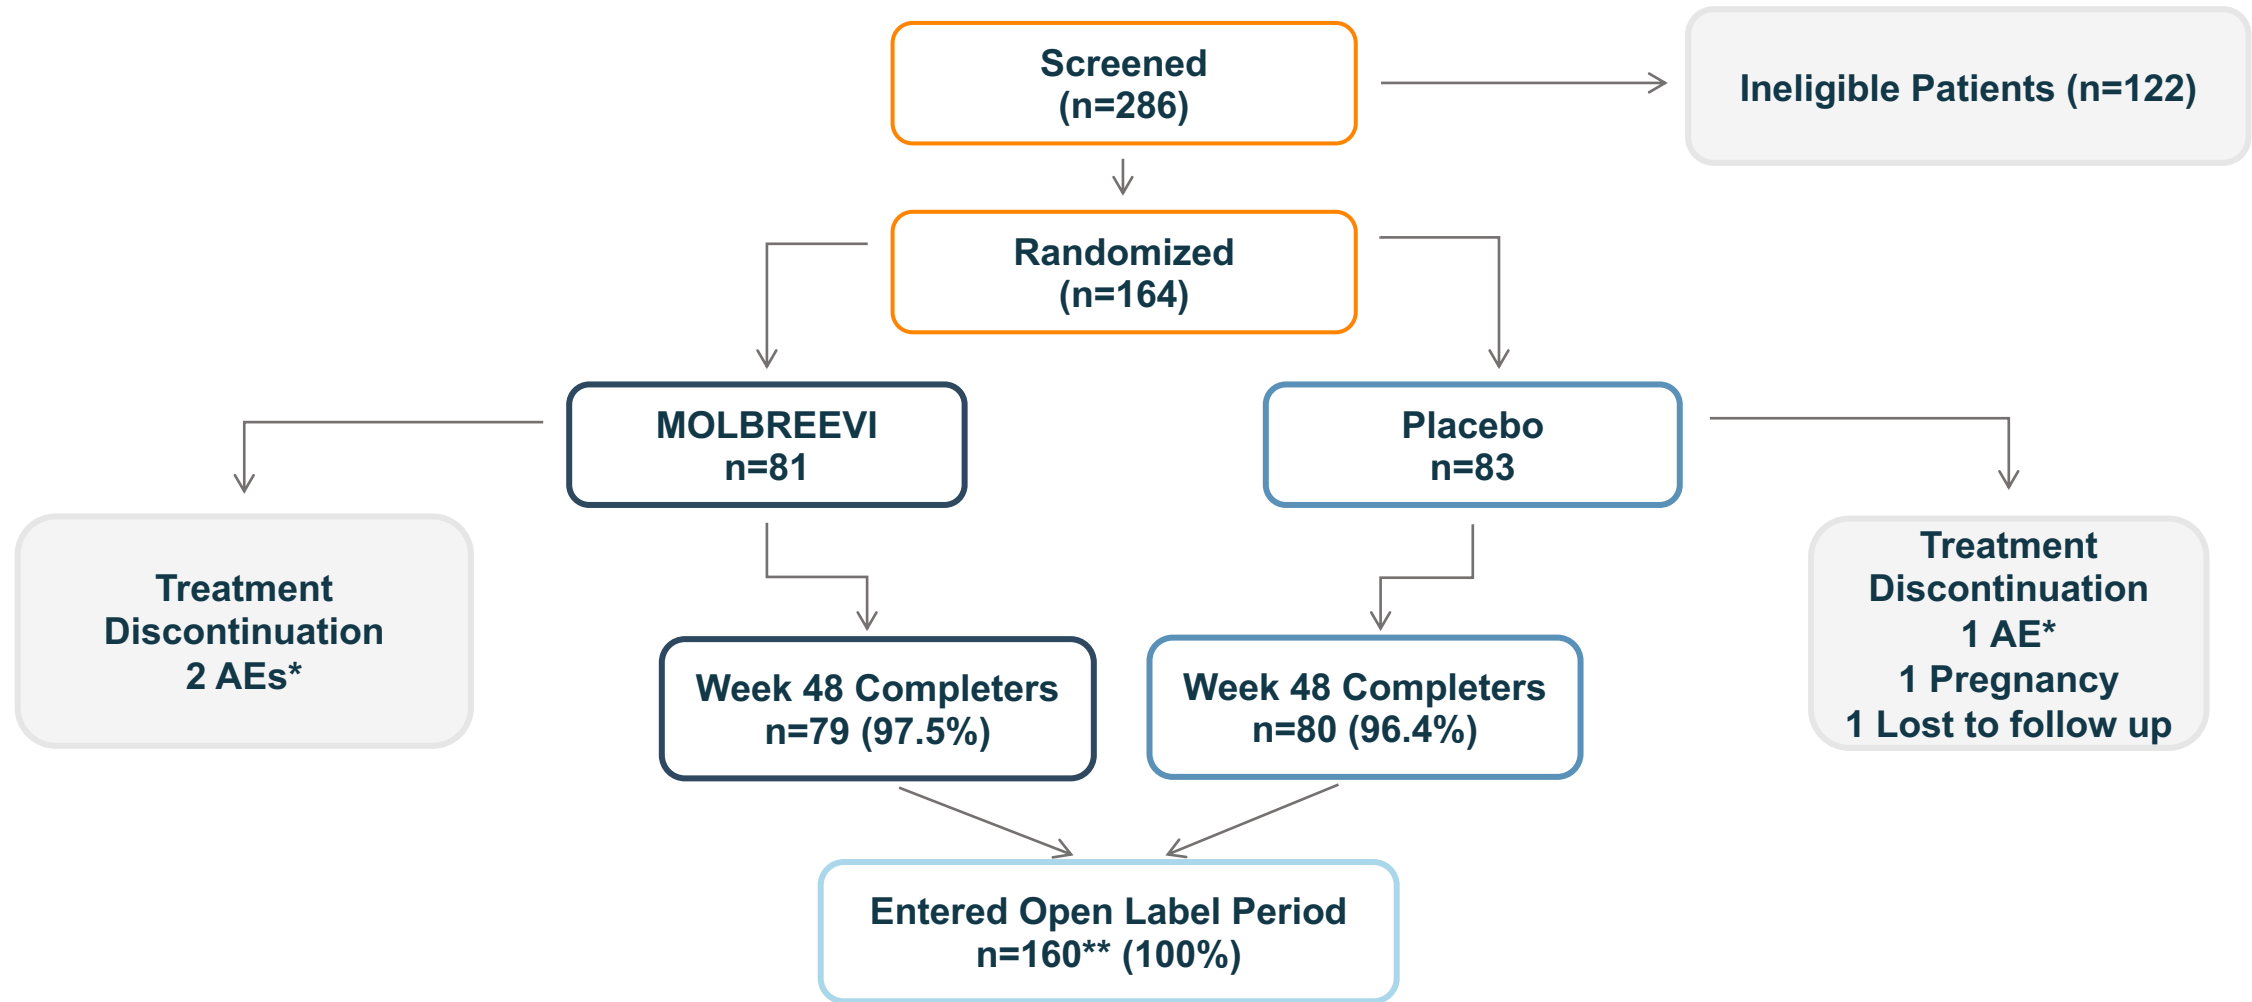 Screened
(n=286)
Ineligible Patients (n=122)
Randomized
(n=164)
MOLBREEVI
n=81
Placebo
n=83
Treatment
Discontinuation
2 AEs*
Treatment
Discontinuation
1 AE*
1 Pregnancy
1 Lost to follow up
Week 48 Completers
n=79 (97.5%)
Week 48 Completers
n=80 (96.4%)
Entered Open Label Period
n=160** (100%)